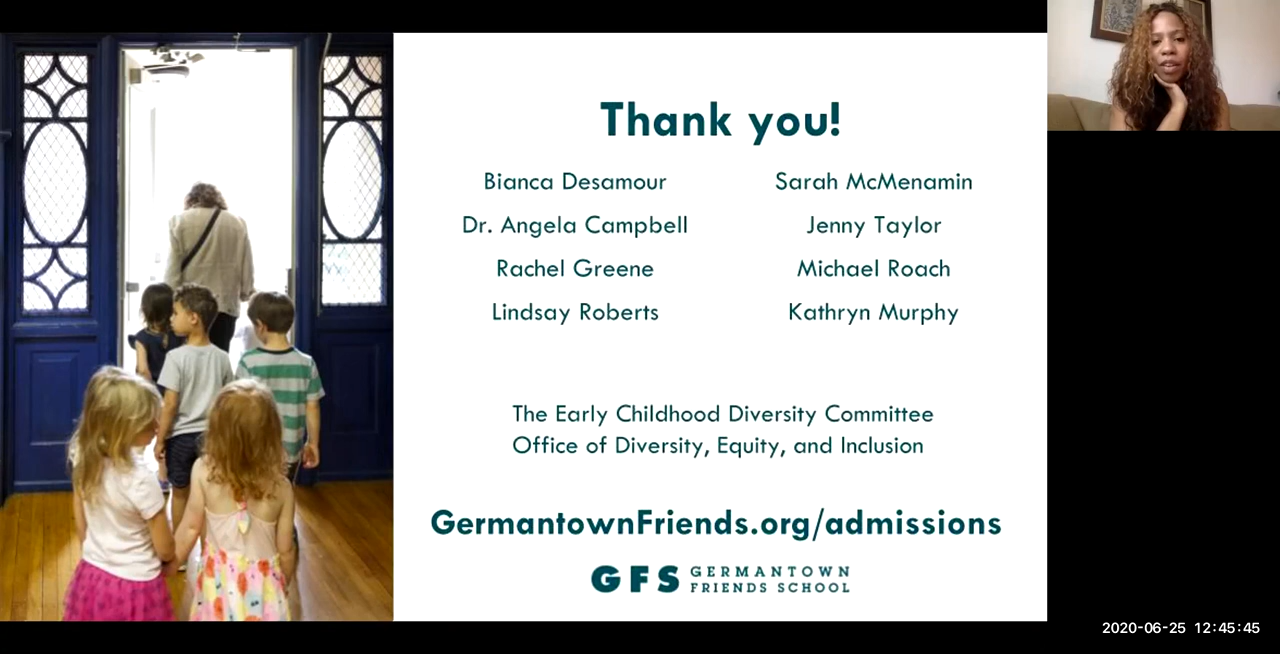 Thank you!
Bianca Desamour
Dr. Angela Campbell
Rachel Greene
Lindsay Roberts
Sarah McMenamin
Jenny Taylor
Michael Roach
Kathryn Murphy
The Early Childhood Diversity Committee
Office of Diversity, Equity, and Inclusion
GermantownFriends.org/admissions
GFS GERMANTOWN
FRIENDS SCHOOL
2020-06-25 12:45:45